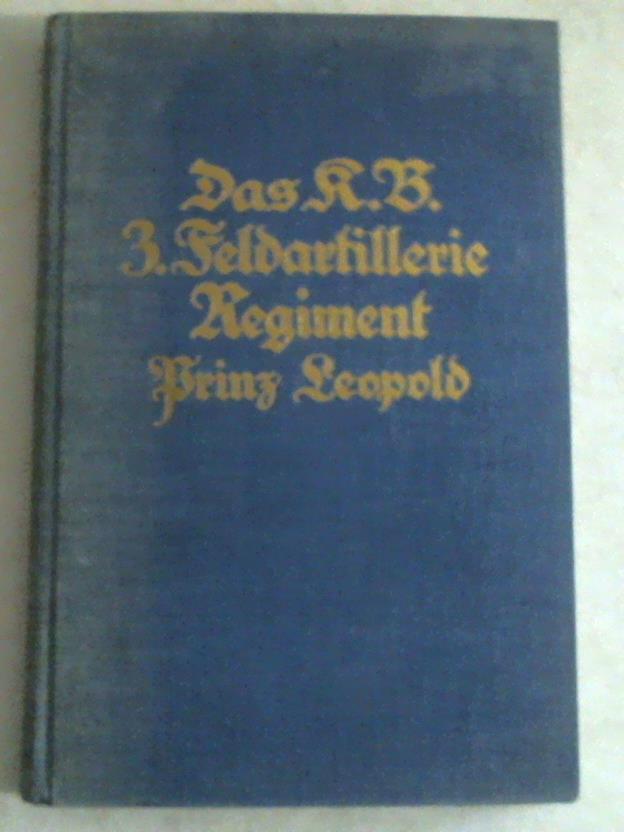 Das K.B.
3. Feldartillerie
Regiment
Prinz Leopold